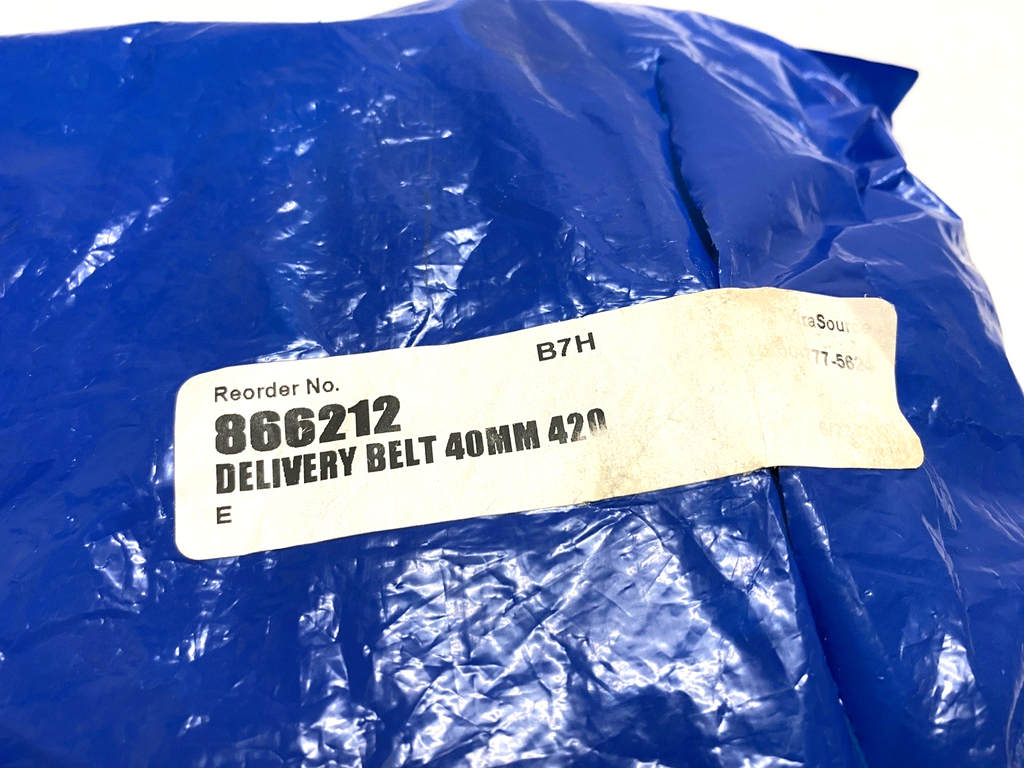 B7H
Reorder No.
866212
DELIVERY BELT 40MM 420
E